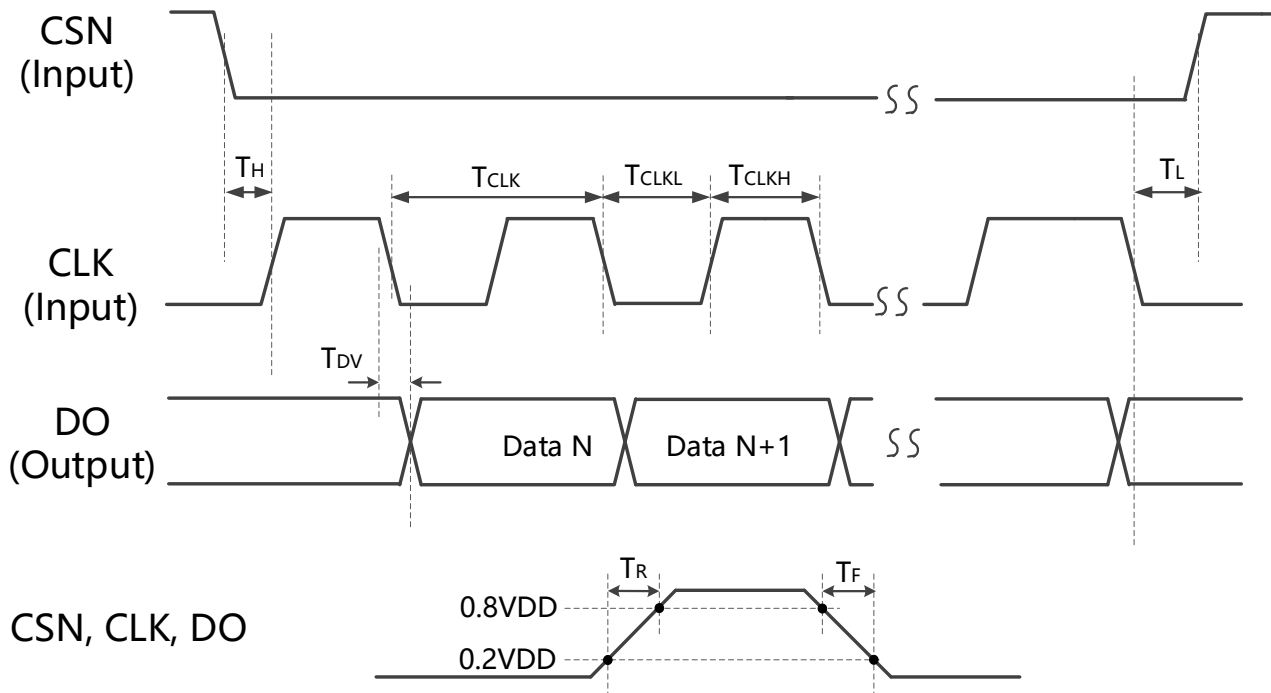 CSN
(Input)
TH
TCLK
TCLKL
TCLKH
TL
CLK
(Input)
TDV
DO
(Output)
Data N
Data N+1
TR
TF
0.8VDD
CSN, CLK, DO
0.2VDD